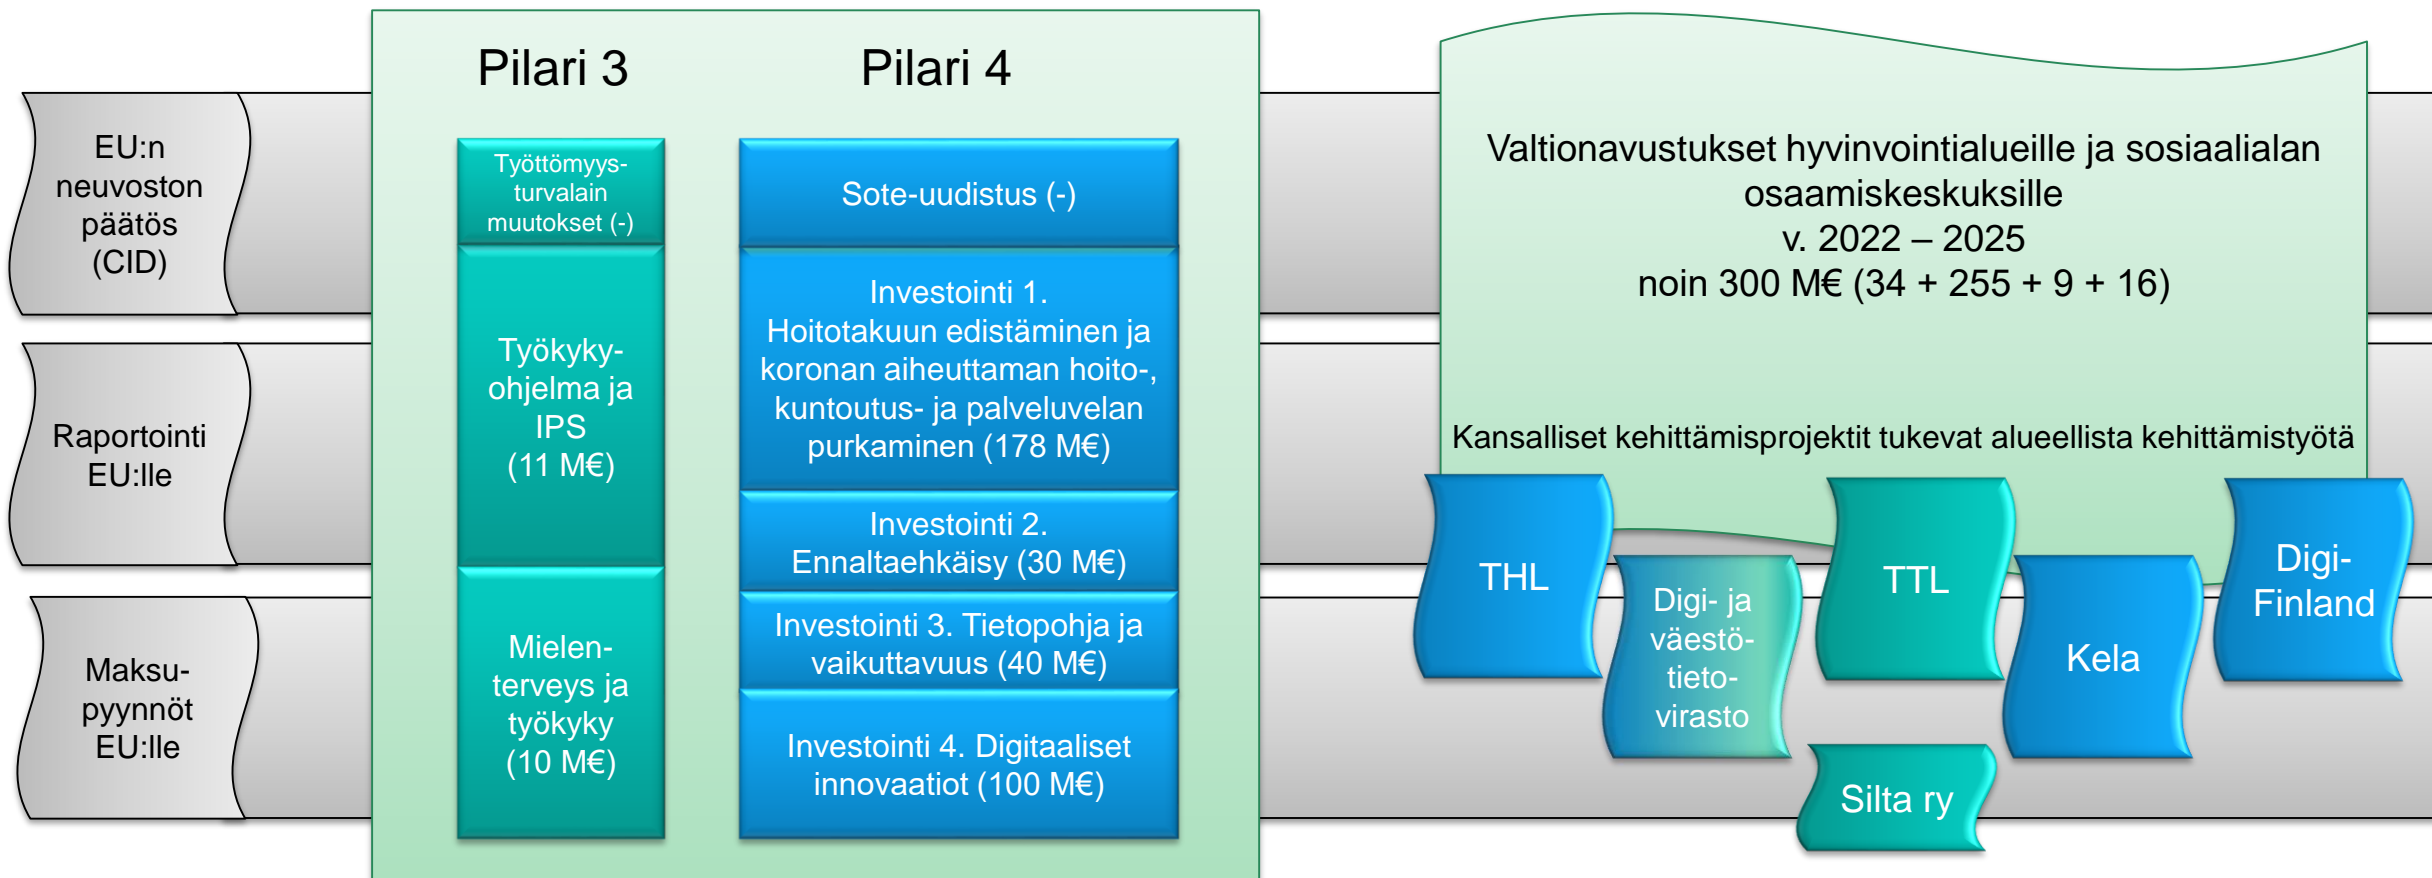 EU:n
neuvoston
päätös
(CID)
Raportointi
EU:lle
Maksu-
pyynnöt
EU:lle
Pilari 3
Työttömyys-
turvalain
muutokset (-)
Työkyky-
ohjelma ja
IPS
(11 M€)
Mielen-
terveys ja
työkyky
(10 M€)
Pilari 4
Sote-uudistus (-)
Investointi 1.
Hoitotakuun edistäminen ja
koronan aiheuttaman hoito-,
kuntoutus- ja palveluvelan
purkaminen (178 M€)
Investointi 2.
Ennaltaehkäisy (30 M€)
Investointi 3. Tietopohja ja
vaikuttavuus (40 M€)
Investointi 4. Digitaaliset
innovaatiot (100 M€)
Valtionavustukset hyvinvointialueille ja sosiaalialan
osaamiskeskuksille
v. 2022 – 2025
noin 300 M€ (34 + 255 + 9 + 16)
Kansalliset kehittämisprojektit tukevat alueellista kehittämistyötä
THL
Digi- ja
väestö-
tieto-
virasto
TTL
Kela
Digi-
Finland
Silta ry